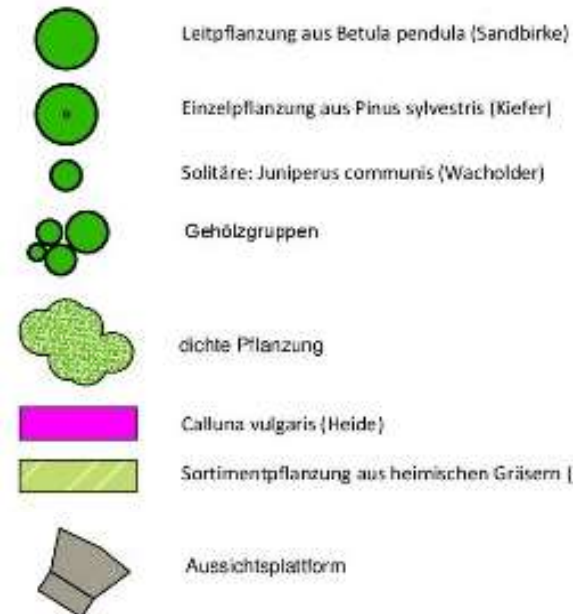 Leitpflanzung aus Betula pendula (Sandbirke)
Einzelpflanzung aus Pinus sylvestris (Kiefer)
Solitäre: Juniperus communis (Wacholder)
Gehölzgruppen
dichte Pflanzung
Calluna vulgaris (Heide)
Sortimentpflanzung aus heimischen Gräsern (
Aussichtsplattform